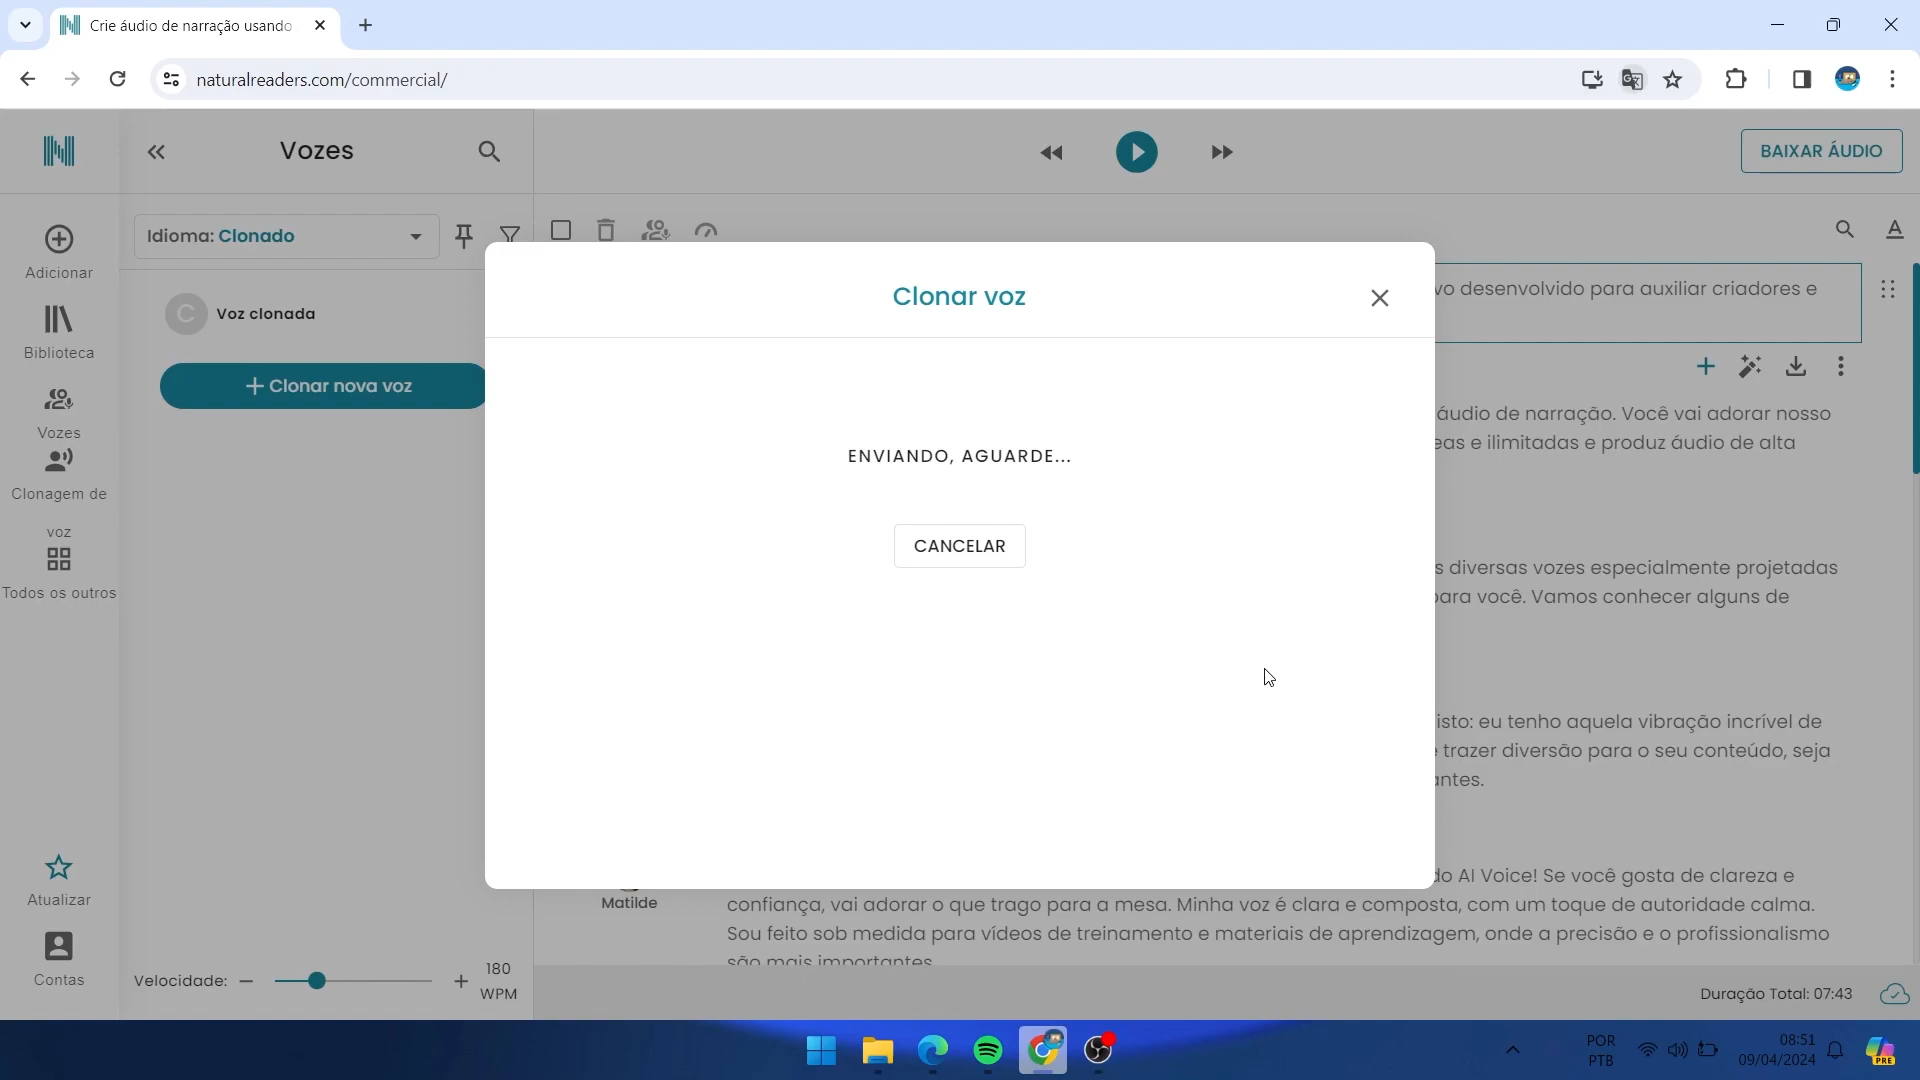 Crie áudio de narração usando
naturalreaders.com/commercial/
Vozes
BAIXAR ÁUDIO
Adicionar
Biblioteca
Vozes
Clonagem de
voz
Todos os outros
Atualizar
Contas
Idioma: Clonado
C Voz clonada
+ Clonar nova voz
Velocidade:
180
WPM
Clonar voz
ENVIANDO, AGUARDE...
CANCELAR
desenvolvido para auxiliar criadores e
áudio de narração. Você vai adorar nosso
e ilimitadas e produz áudio de alta
diversas vozes especialmente projetadas
para você. Vamos conhecer alguns de
isto: eu tenho aquela vibração incrível de
trazer diversão para o seu conteúdo, seja
AI Voice! Se você gosta de clareza e
Matilde
confiança, vai adorar o que trago para a mesa. Minha voz é clara e composta, com um toque de autoridade calma.
Sou feito sob medida para vídeos de treinamento e materiais de aprendizagem, onde a precisão e o profissionalismo
são mais importantes.
Duração Total: 07:43
POR
PTB
08:51
09/04/2024
PRE